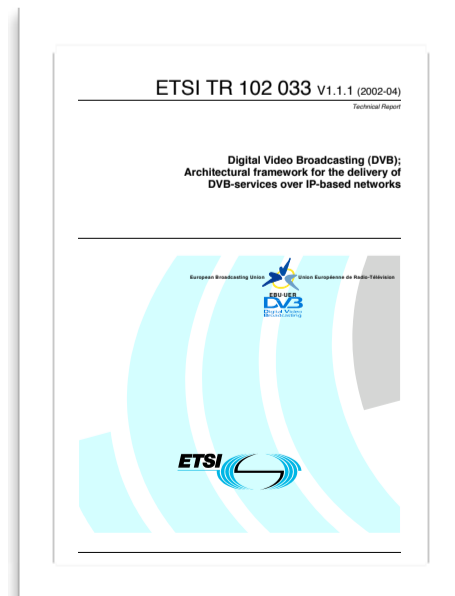 ETSI TR 102 033 V1.1.1 (2002-04)
Technical Report
Digital Video Broadcasting (DVB);
Architectural framework for the delivery of
DVB-services over IP-based networks
European Broadcasting Union Union Européenne de Radio-Télévision
EBU·UER
DVB
Digital Video
Broadcasting
ETSI